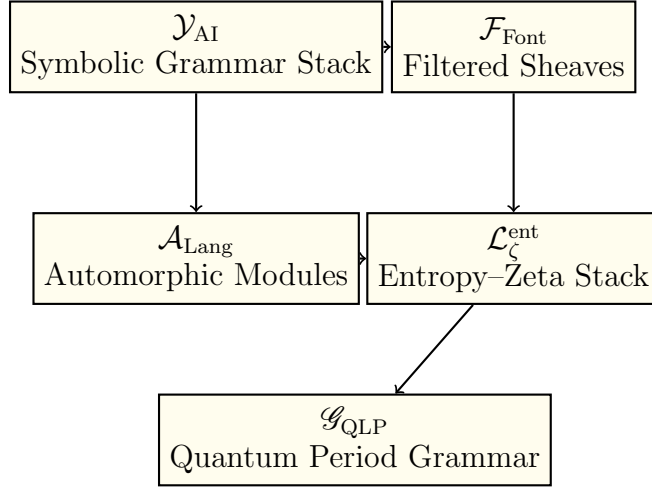 𝒴_AI
Symbolic Grammar Stack
ℱ_Font
Filtered Sheaves
𝒜_Lang
Automorphic Modules
ℒ_ζ^ent
Entropy–Zeta Stack
𝒢_QLP
Quantum Period Grammar